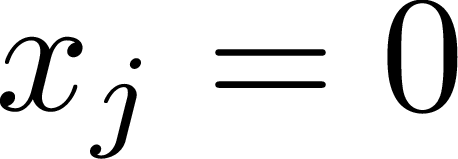 x_j = 0